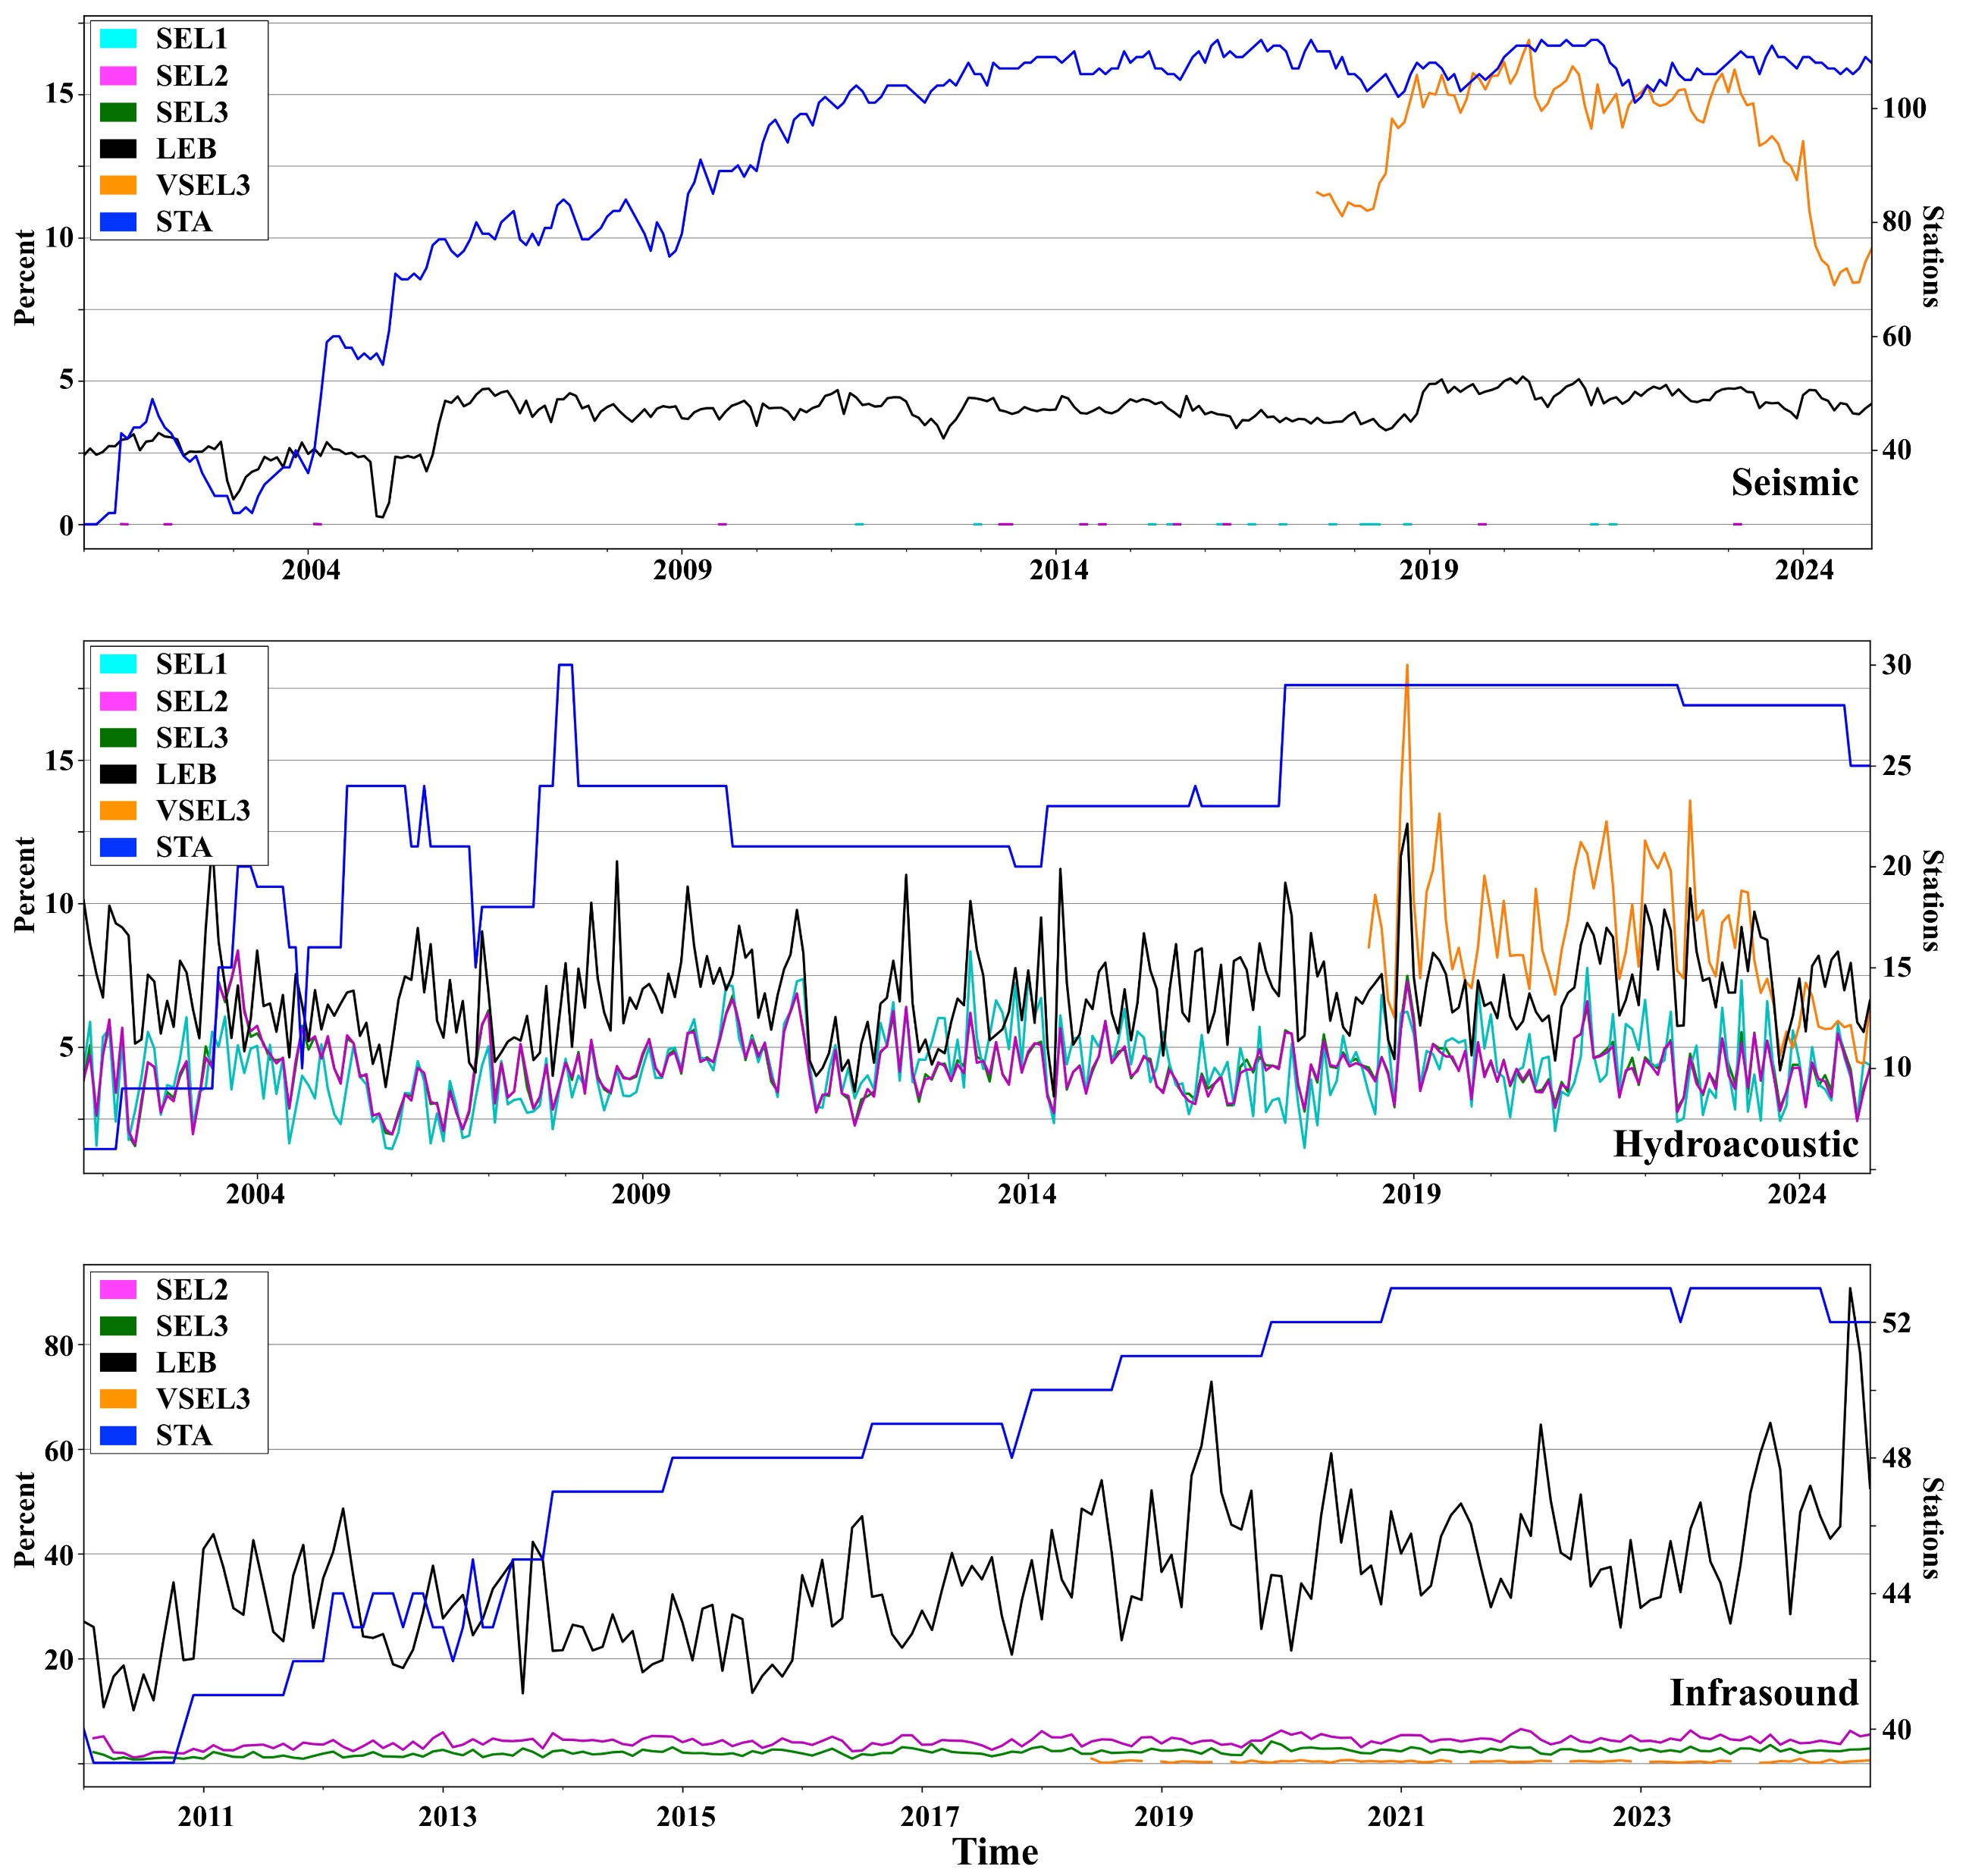 SEL1
SEL2
SEL3
LEB
VSEL3
STA
Percent
15
10
5
0
100
80
60
40
Stations
Seismic
2004 2009 2014 2019 2024
SEL1
SEL2
SEL3
LEB
VSEL3
STA
Percent
15
10
5
30
25
20
15
10
Stations
Hydroacoustic
2004 2009 2014 2019 2024
SEL2
SEL3
LEB
VSEL3
STA
Percent
80
60
40
20
52
48
44
40
Stations
Infrasound
2011 2013 2015 2017 2019 2021 2023
Time